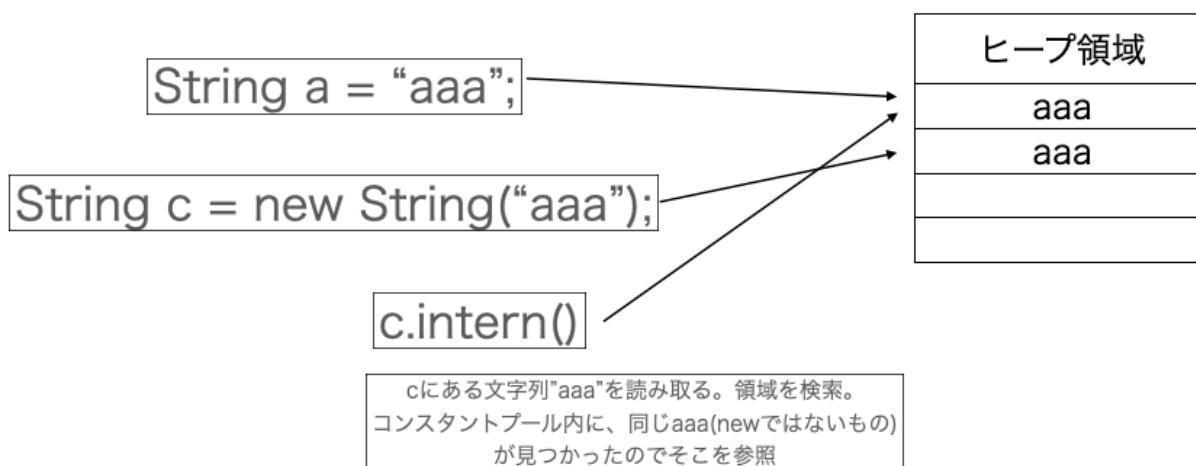 ヒープ領域
String a = “aaa”;
aaa
aaa
String c = new String(“aaa”);
c.intern()
cにある文字列"aaa"を読み取る。領域を検索。
コンスタントプール内に、同じaaa(newではないもの)
が見つかったのでそこを参照